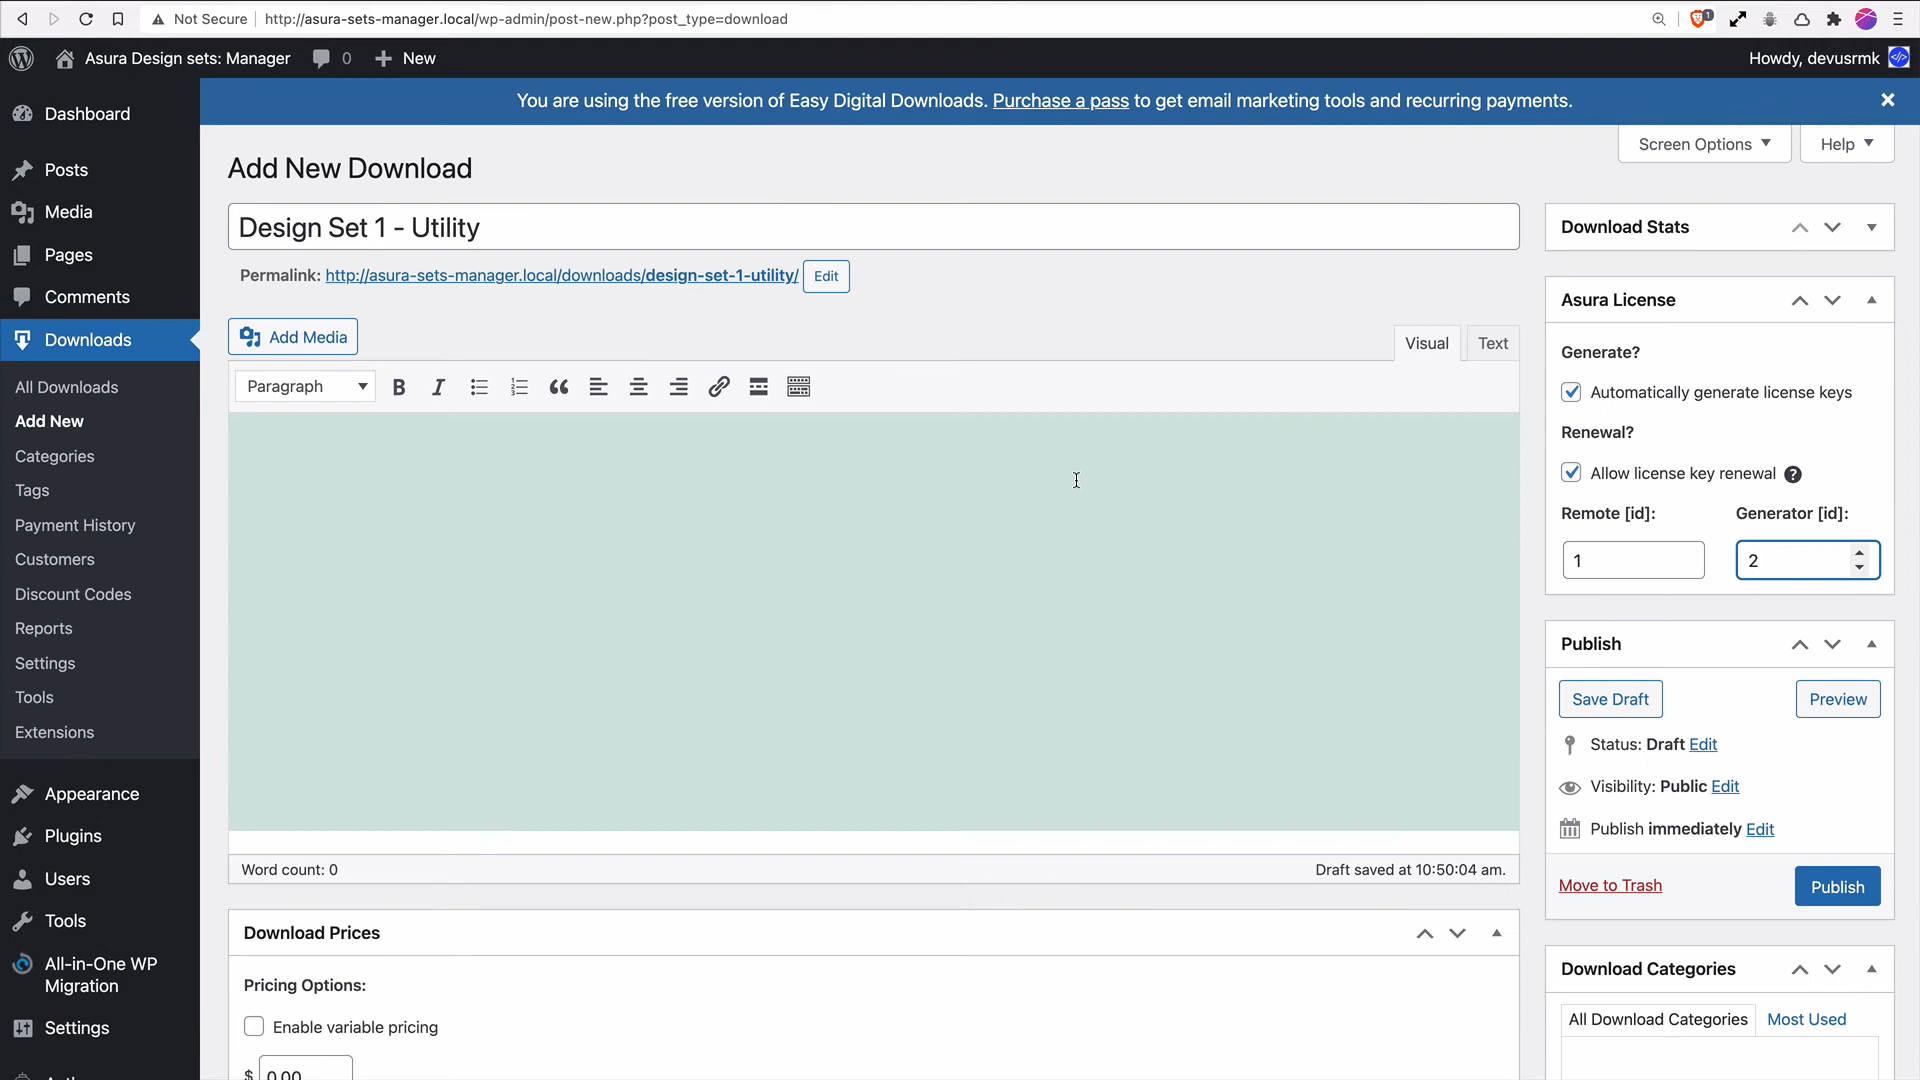 Not Secure http://asura-sets-manager.local/wp-admin/post-new.php?post_type=download 1
Asura Design sets: Manager 0 New Howdy, devusrmk
You are using the free version of Easy Digital Downloads. Purchase a pass to get email marketing tools and recurring payments.
Screen Options Help
Dashboard
Posts
Media
Pages
Comments
Downloads
All Downloads
Add New
Categories
Tags
Payment History
Customers
Discount Codes
Reports
Settings
Tools
Extensions
Appearance
Plugins
Users
Tools
All-in-One WP
Migration
Settings
Add New Download
Design Set 1 - Utility
Permalink: http://asura-sets-manager.local/downloads/design-set-1-utility/ Edit
Add Media Visual Text
Paragraph
Word count: 0 Draft saved at 10:50:04 am.
Download Prices
Pricing Options:
Enable variable pricing
$ 0.00
Download Stats
Asura License
Generate?
Automatically generate license keys
Renewal?
Allow license key renewal ?
Remote [id]: Generator [id]:
1 2
Publish
Save Draft Preview
Status: Draft Edit
Visibility: Public Edit
Publish immediately Edit
Move to Trash Publish
Download Categories
All Download Categories Most Used